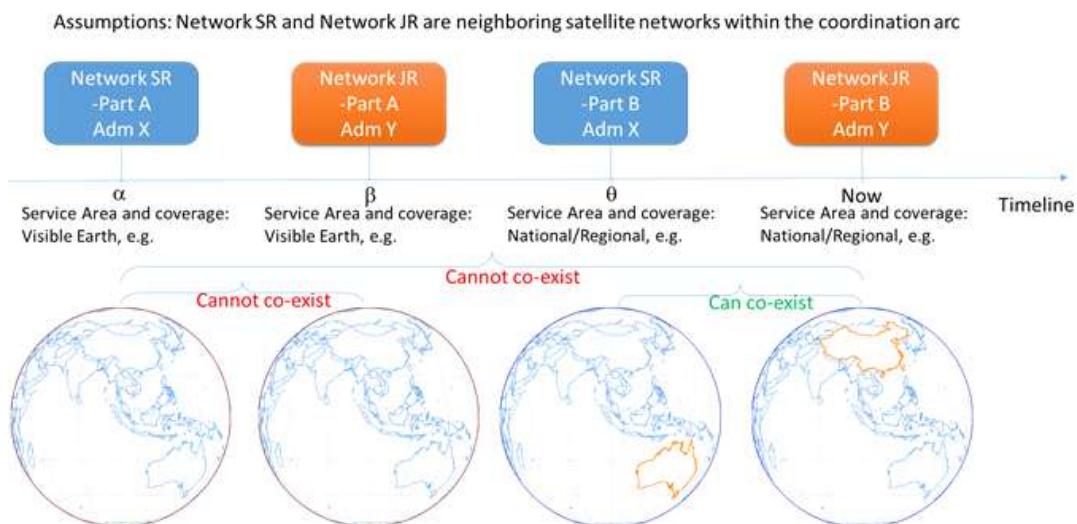 Assumptions: Network SR and Network JR are neighboring satellite networks within the coordination arc
Network SR
-Part A
Adm X
Network JR
-Part A
Adm Y
Network SR
-Part B
Adm X
Network JR
-Part B
Adm Y
α
β
θ
Now
Timeline
Service Area and coverage:
Visible Earth, e.g.
Service Area and coverage:
Visible Earth, e.g.
Service Area and coverage:
National/Regional, e.g.
Service Area and coverage:
National/Regional, e.g.
Cannot co-exist
Cannot co-exist
Can co-exist